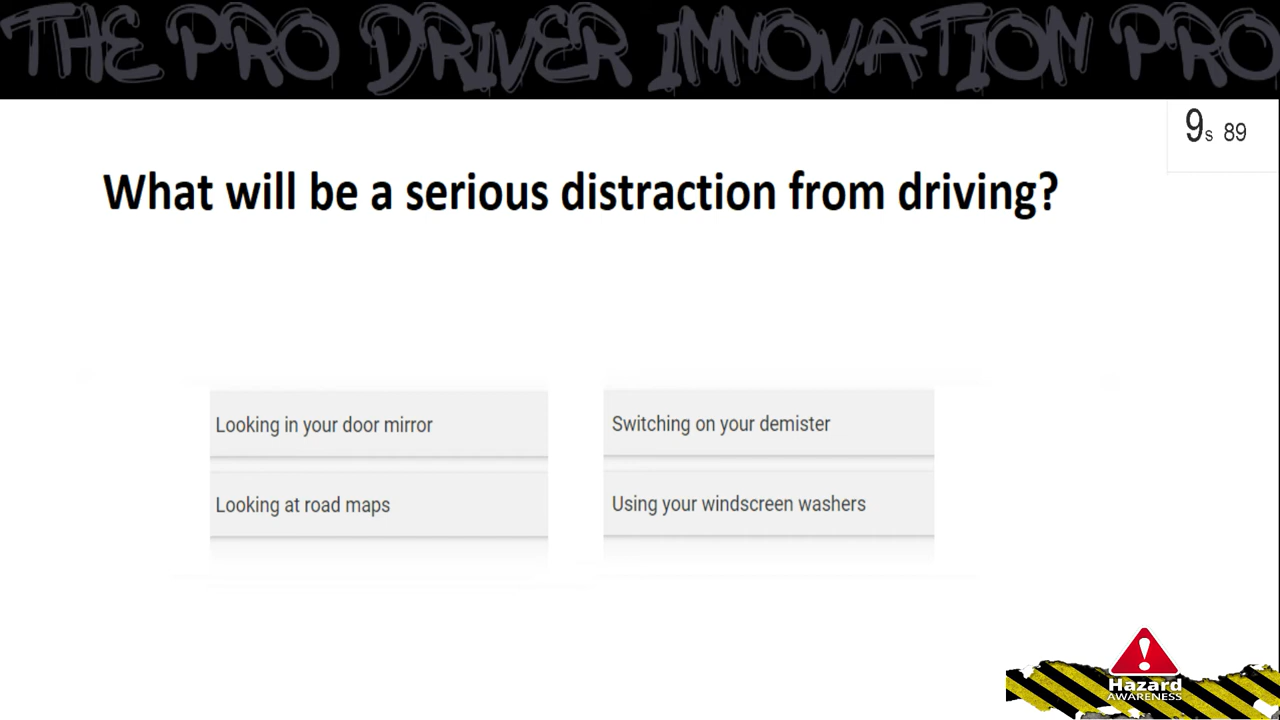 THE PRO DRIVER INNOVATION PRO
9s 89
What will be a serious distraction from driving?
Looking in your door mirror
Switching on your demister
Looking at road maps
Using your windscreen washers
!
Hazard
AWARENESS